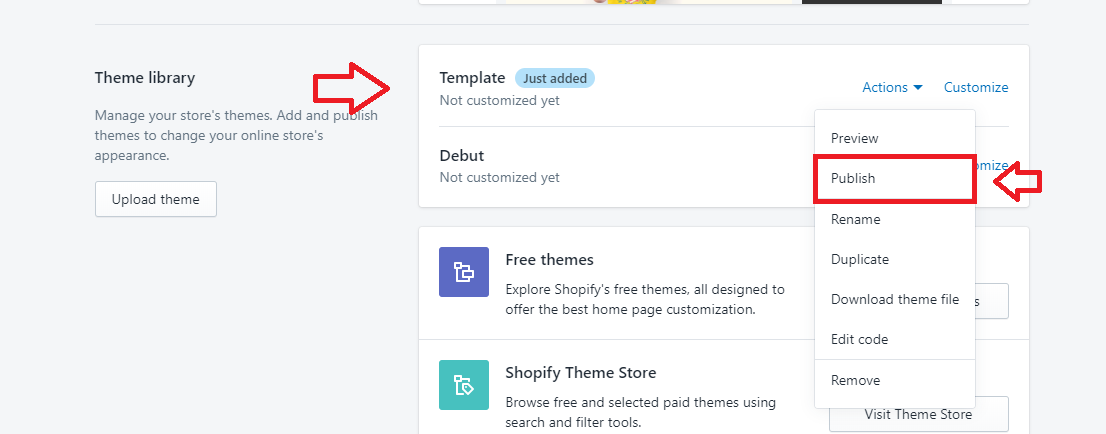 Theme library
Manage your store's themes. Add and publish
themes to change your online store's
appearance.
Upload theme
Template Just added
Not customized yet
Actions Customize
Debut
Not customized yet
Preview
Publish
Rename
Duplicate
Download theme file
Edit code
Remove
Free themes
Explore Shopify's free themes, all designed to
offer the best home page customization.
Shopify Theme Store
Browse free and selected paid themes using
search and filter tools.
Visit Theme Store